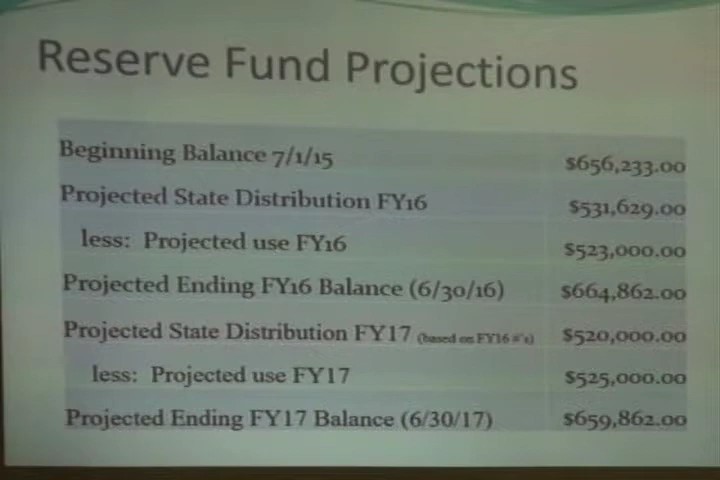 Reserve Fund Projections
Beginning Balance 7/1/15 $656,233.00
Projected State Distribution FY16 $531,629.00
less: Projected use FY16 $523,000.00
Projected Ending FY16 Balance (6/30/16) $664,862.00
Projected State Distribution FY17 (based on FY16 #'s) $520,000.00
less: Projected use FY17 $525,000.00
Projected Ending FY17 Balance (6/30/17) $659,862.00